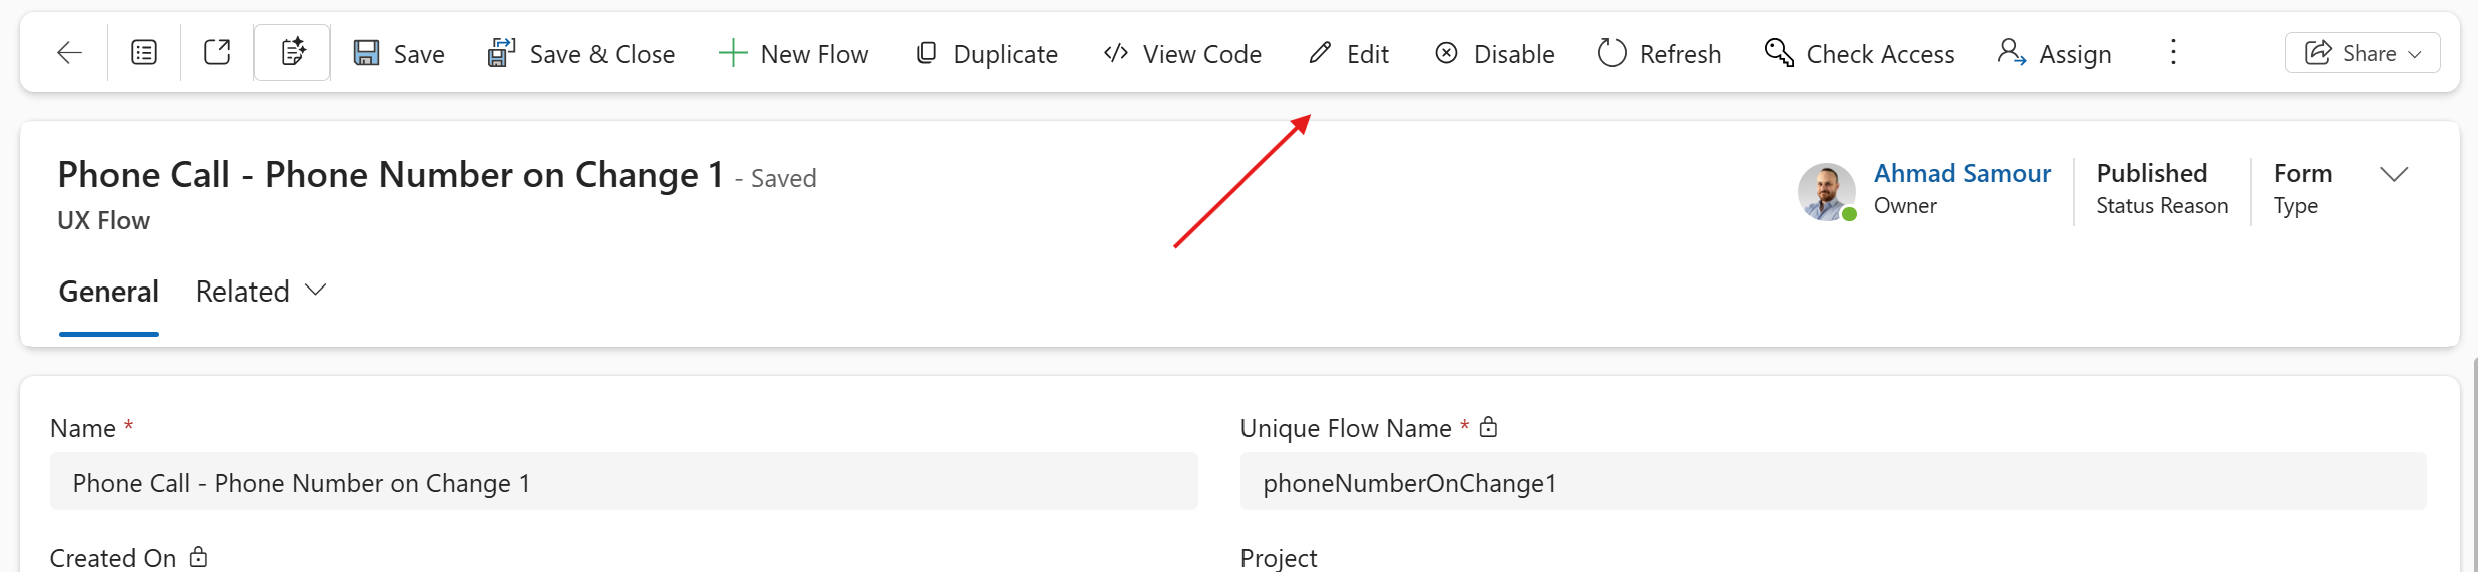 Save Save & Close New Flow Duplicate View Code Edit Disable Refresh Check Access Assign Share
Phone Call - Phone Number on Change 1 - Saved
UX Flow
Ahmad Samour
Owner
Published
Status Reason
Form
Type
General Related
Name *
Unique Flow Name *
Phone Call - Phone Number on Change 1
phoneNumberOnChange1
Created On
Project